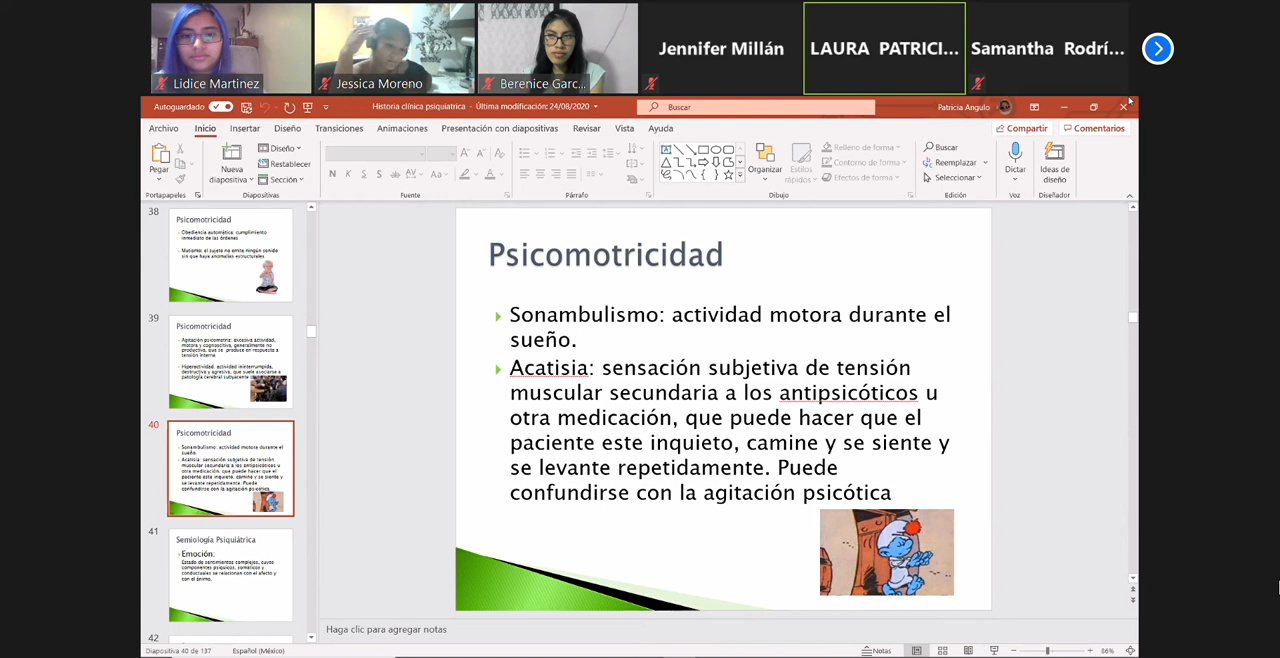 Lidice Martinez
Jessica Moreno
Berenice Garc...
Jennifer Millán
LAURA PATRICI...
Samantha Rodrí...
Autoguardado
Historia clínica psiquiatrica - Última modificación: 24/08/2020
Buscar
Patricia Angulo
Archivo Inicio Insertar Diseño Transiciones Animaciones Presentación con diapositivas Revisar Vista Ayuda
Compartir
Comentarios
Pegar
Portapapeles
Nueva
diapositiva
Diseño
Restablecer
Sección
Diapositivas
N K S S ab AV Aa A
Fuente
Párrafo
Organizar
Estilos
rápidos
Relleno de forma
Contorno de forma
Efectos de forma
Dibujo
Buscar
Reemplazar
Seleccionar
Edición
Dictar
Voz
Ideas de
diseño
Diseñador
38
Psicomotricidad
Obediencia automática: cumplimiento
inmediato de las órdenes
Mutismo: el sujeto no emite ningún sonido
sin que haya anomalías estructurales
39
Psicomotricidad
Agitación psicomotriz: excesiva actividad,
motora y cognoscitiva, generalmente no
productiva, que se produce en respuesta a
tensión interna
Hiperactividad: actividad ininterrumpida,
destructiva y agresiva, que suele asociarse a
patología cerebral subyacente
40
Psicomotricidad
Sonambulismo: actividad motora durante el
sueño.
Acatisia: sensación subjetiva de tensión
muscular secundaria a los antipsicóticos u
otra medicación, que puede hacer que el
paciente este inquieto, camine y se siente y
se levante repetidamente. Puede
confundirse con la agitación psicótica
41
Semiología Psiquiátrica
Emoción:
Estado de sentimientos complejos, cuyos
componentes psíquicos, somáticos y
conductuales se relacionan con el afecto y
con el ánimo.
42
Psicomotricidad
Sonambulismo: actividad motora durante el
sueño.
Acatisia: sensación subjetiva de tensión
muscular secundaria a los antipsicóticos u
otra medicación, que puede hacer que el
paciente este inquieto, camine y se siente y
se levante repetidamente. Puede
confundirse con la agitación psicótica
Haga clic para agregar notas
Diapositiva 40 de 137
Español (México)
Notas
86%